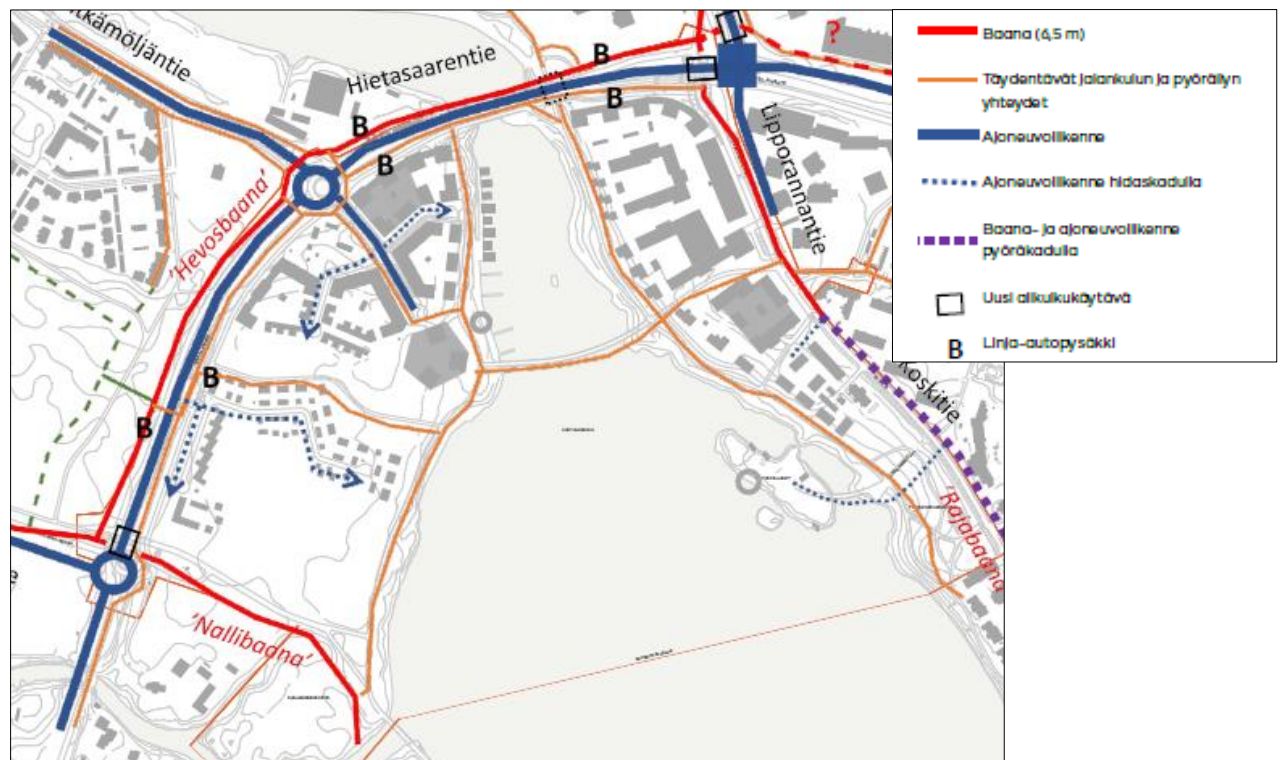 tkämöljäntie
Hietasaarentie
B
B
B
B
?
Lipporannantie
'Hevosbaana'
B
B
koskitie
'Rajabaana
'Nallibaana'
e
Baana (6,5 m)
Täydentävät jalankulun ja pyöräilyn
yhteydet
Ajoneuvoliikenne
Ajoneuvoliikenne hidaskadulla
Baana- ja ajoneuvoliikenne
pyöräkadulla
Uusi alikulkukäytävä
B Linja-autopysäkki